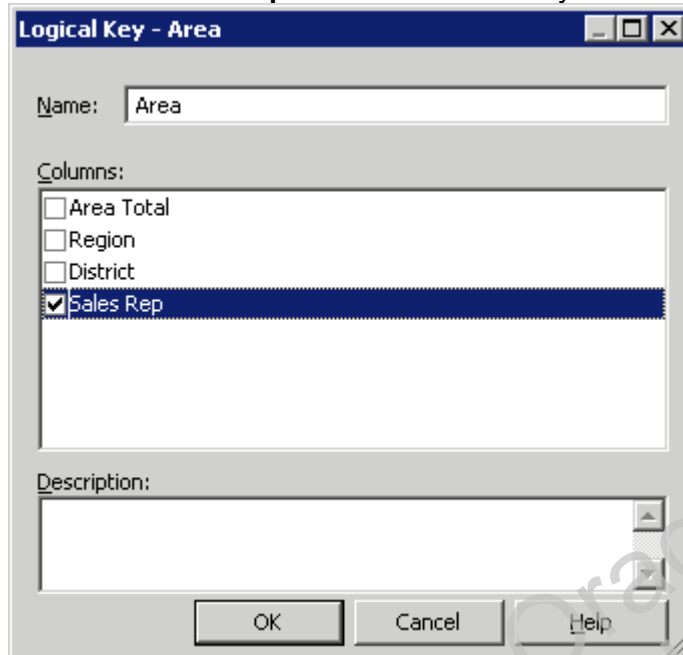 Logical Key - Area
Name: Area
Columns:
Area Total
Region
District
Sales Rep
Description:
OK Cancel Help